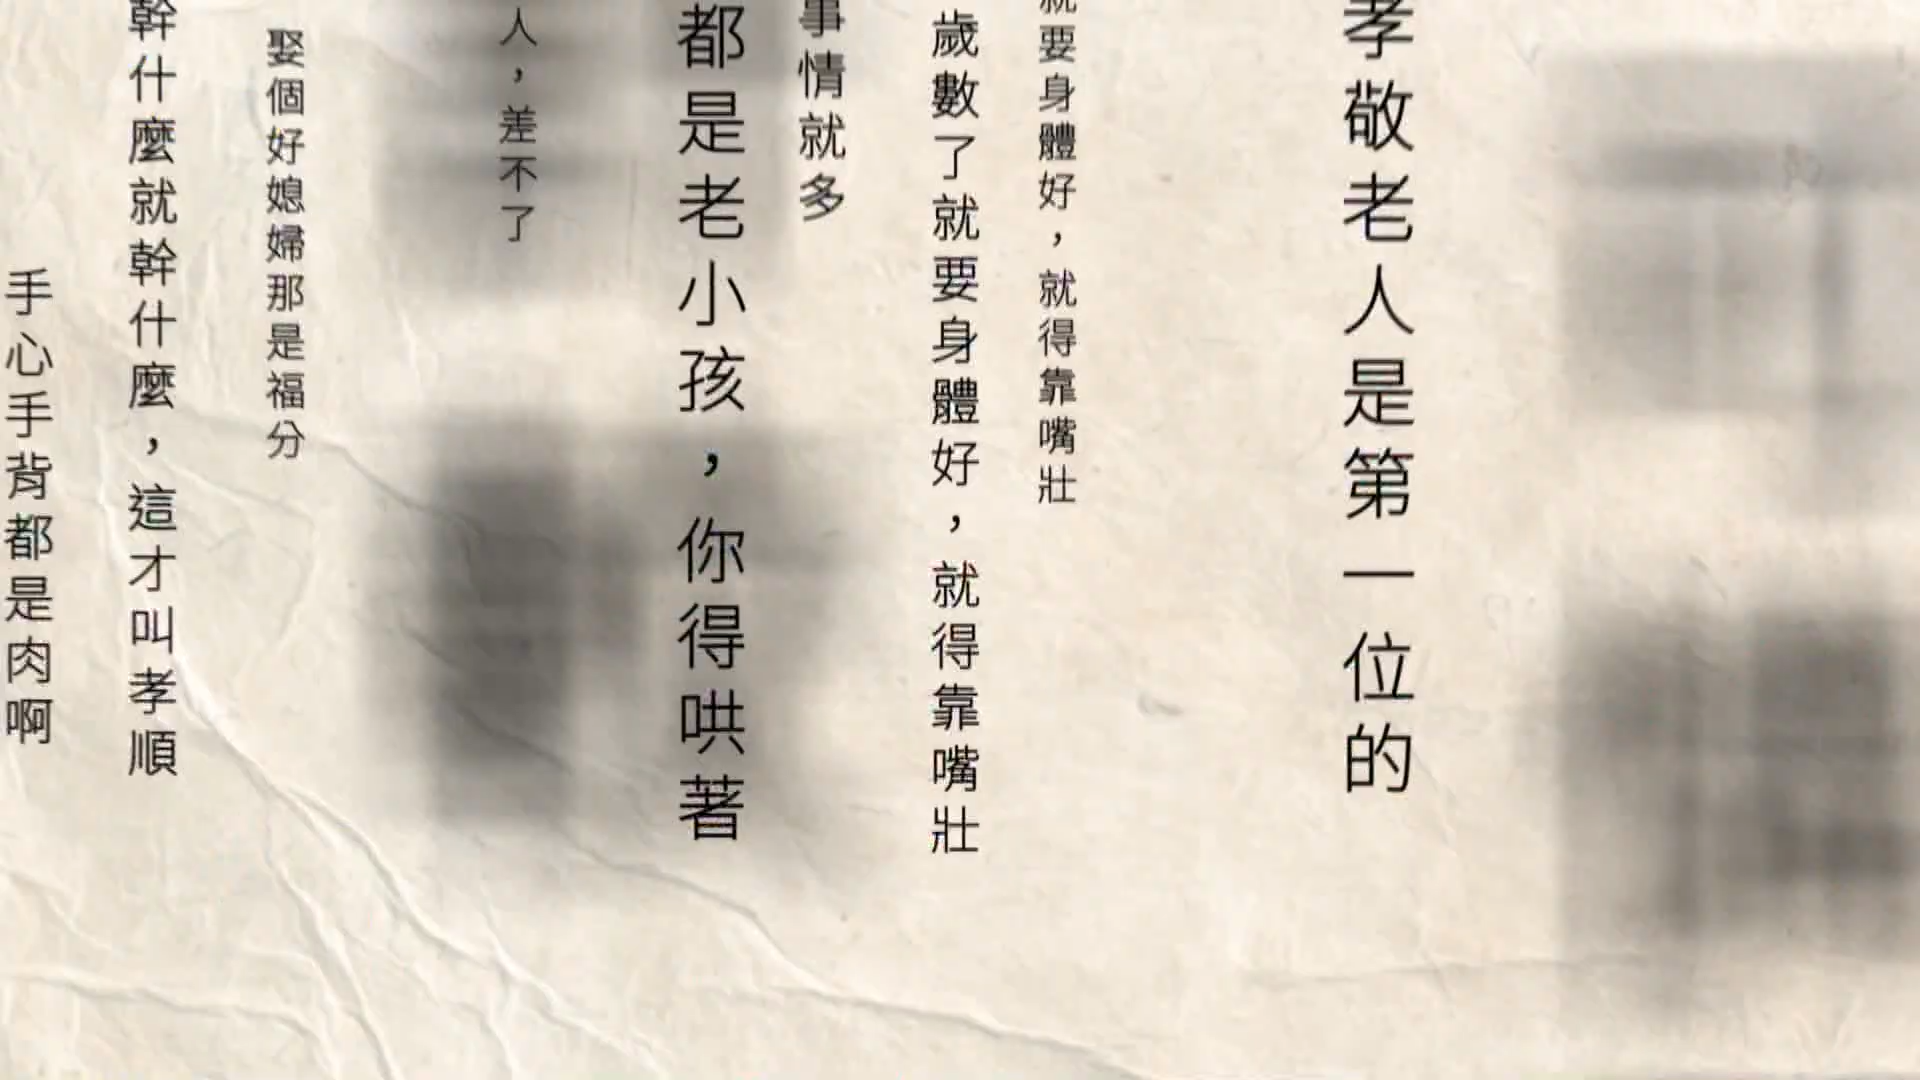 孝敬老人是第一位的
就要身體好，就得靠嘴壯
歲數了就要身體好，就得靠嘴壯
事情就多
都是老小孩，你得哄著
人，差不了
娶個好媳婦那是福分
幹什麼就幹什麼，這才叫孝順
手心手背都是肉啊